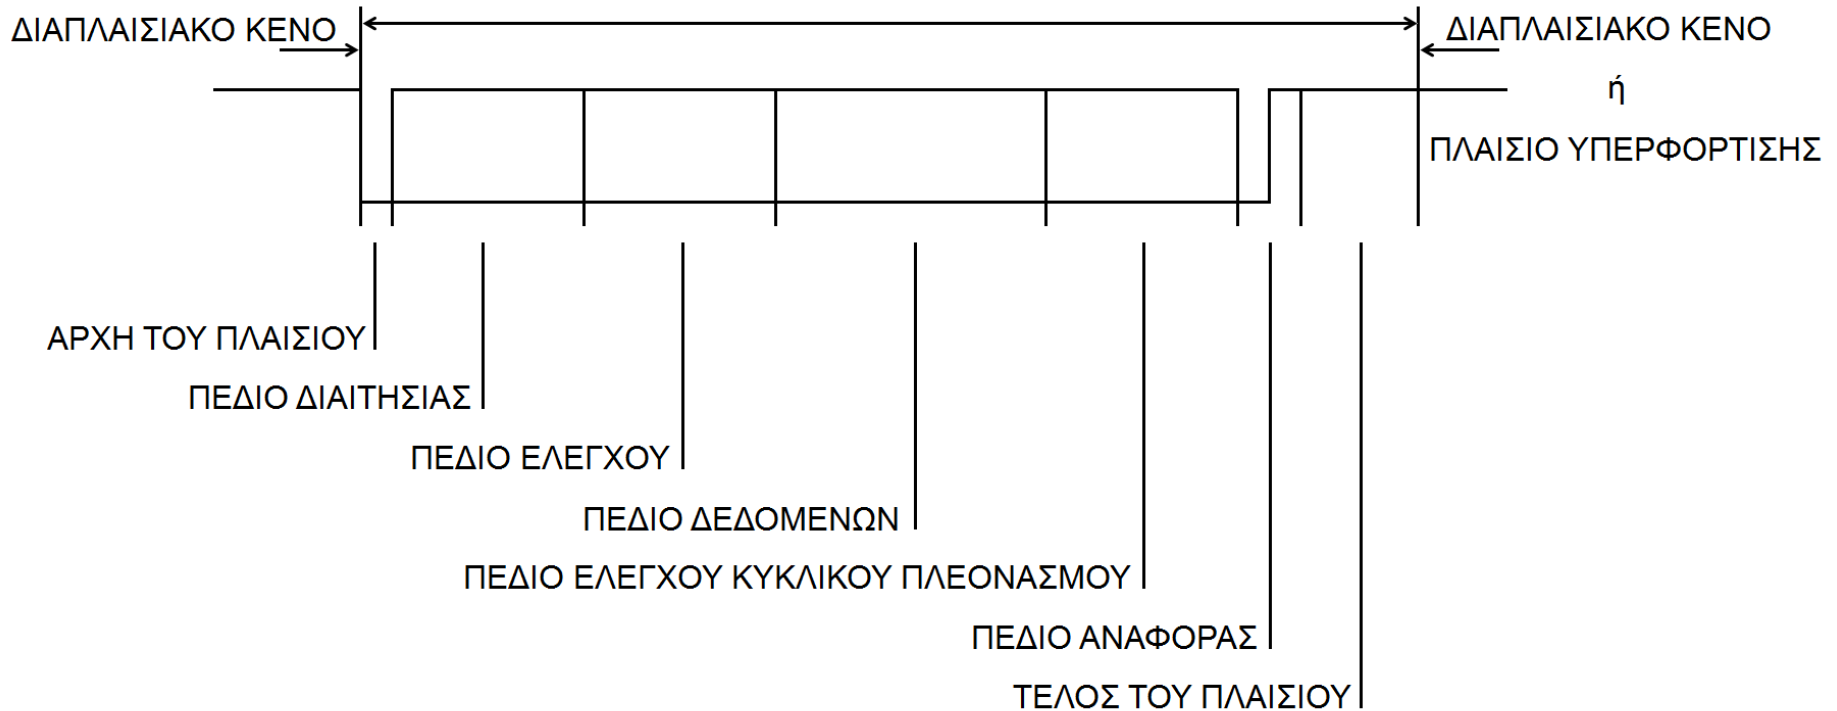 ΔΙΑΠΛΑΙΣΙΑΚΟ ΚΕΝΟ
ΔΙΑΠΛΑΙΣΙΑΚΟ ΚΕΝΟ
ή
ΠΛΑΙΣΙΟ ΥΠΕΡΦΟΡΤΙΣΗΣ
ΑΡΧΗ ΤΟΥ ΠΛΑΙΣΙΟΥ
ΠΕΔΙΟ ΔΙΑΙΤΗΣΙΑΣ
ΠΕΔΙΟ ΕΛΕΓΧΟΥ
ΠΕΔΙΟ ΔΕΔΟΜΕΝΩΝ
ΠΕΔΙΟ ΕΛΕΓΧΟΥ ΚΥΚΛΙΚΟΥ ΠΛΕΟΝΑΣΜΟΥ
ΠΕΔΙΟ ΑΝΑΦΟΡΑΣ
ΤΕΛΟΣ ΤΟΥ ΠΛΑΙΣΙΟΥ